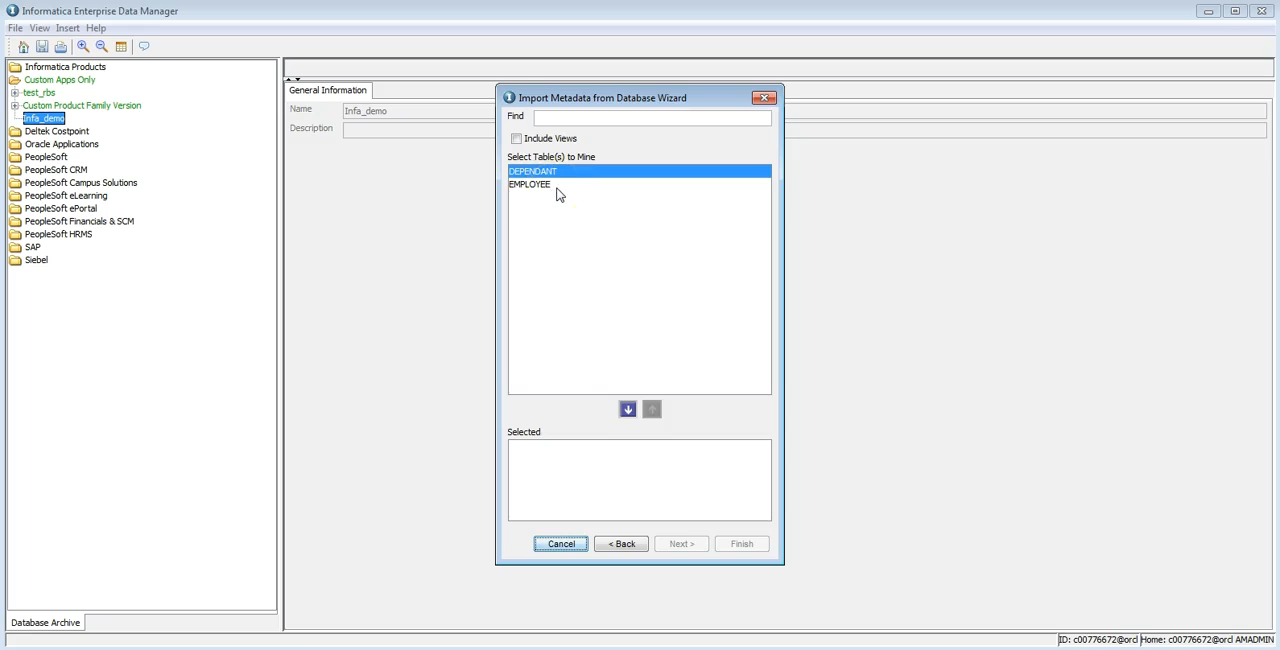 Informatica Enterprise Data Manager
File View Insert Help
Informatica Products
Custom Apps Only
test_rbs
Custom Product Family Version
Infa_demo
Deltek Costpoint
Oracle Applications
PeopleSoft
PeopleSoft CRM
PeopleSoft Campus Solutions
PeopleSoft eLearning
PeopleSoft ePortal
PeopleSoft Financials & SCM
PeopleSoft HRMS
SAP
Siebel
Database Archive
General Information
Name Infa_demo
Description
Import Metadata from Database Wizard
Find
Include Views
Select Table(s) to Mine
DEPENDANT
EMPLOYEE
Selected
Cancel < Back Next > Finish
ID: c00776672@orcl Home: c00776672@orcl AMADMIN